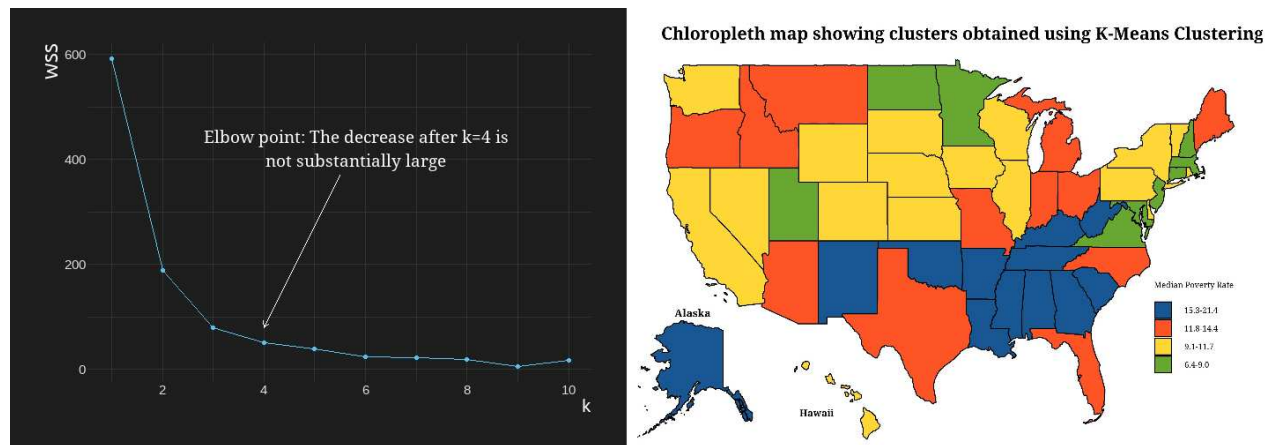 WSS
600
400
200
0
Elbow point: The decrease after k=4 is
not substantially large
2
4
6
8
10
k
Chloropleth map showing clusters obtained using K-Means Clustering
Alaska
Hawaii
Median Poverty Rate
15.3-21.4
11.8-14.4
9.1-11.7
6.4-9.0